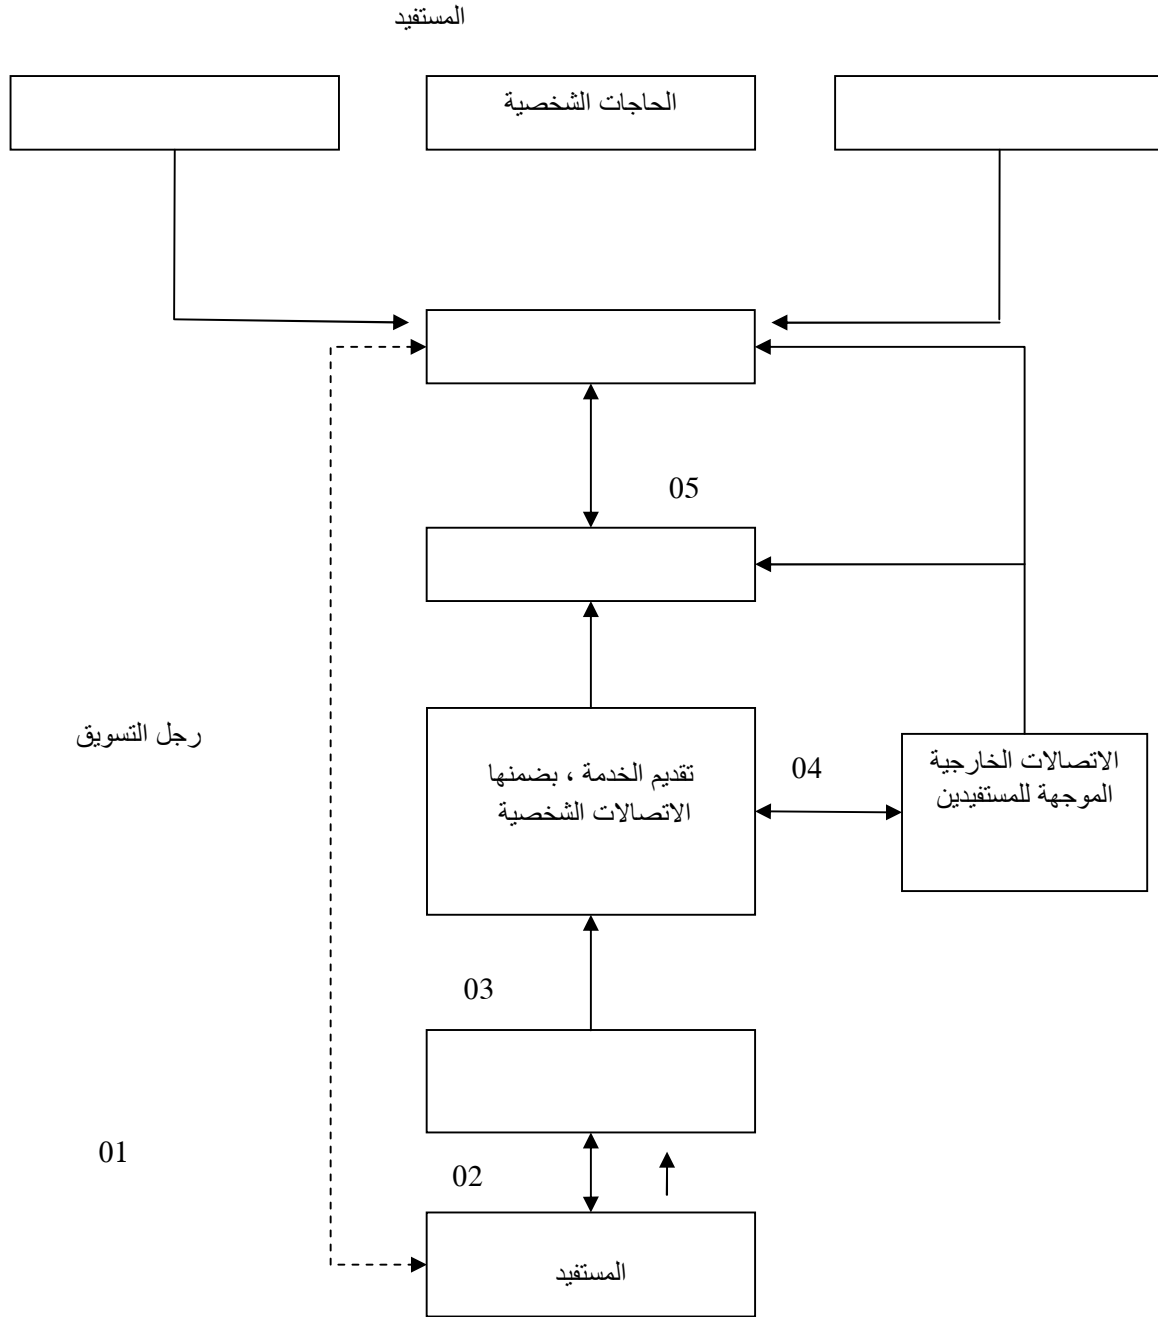 المستفيد
الحاجات الشخصية
05
رجل التسويق
تقديم الخدمة ، بضمنها
الاتصالات الشخصية
04
الاتصالات الخارجية
الموجهة للمستفيدين
03
01
02
المستفيد